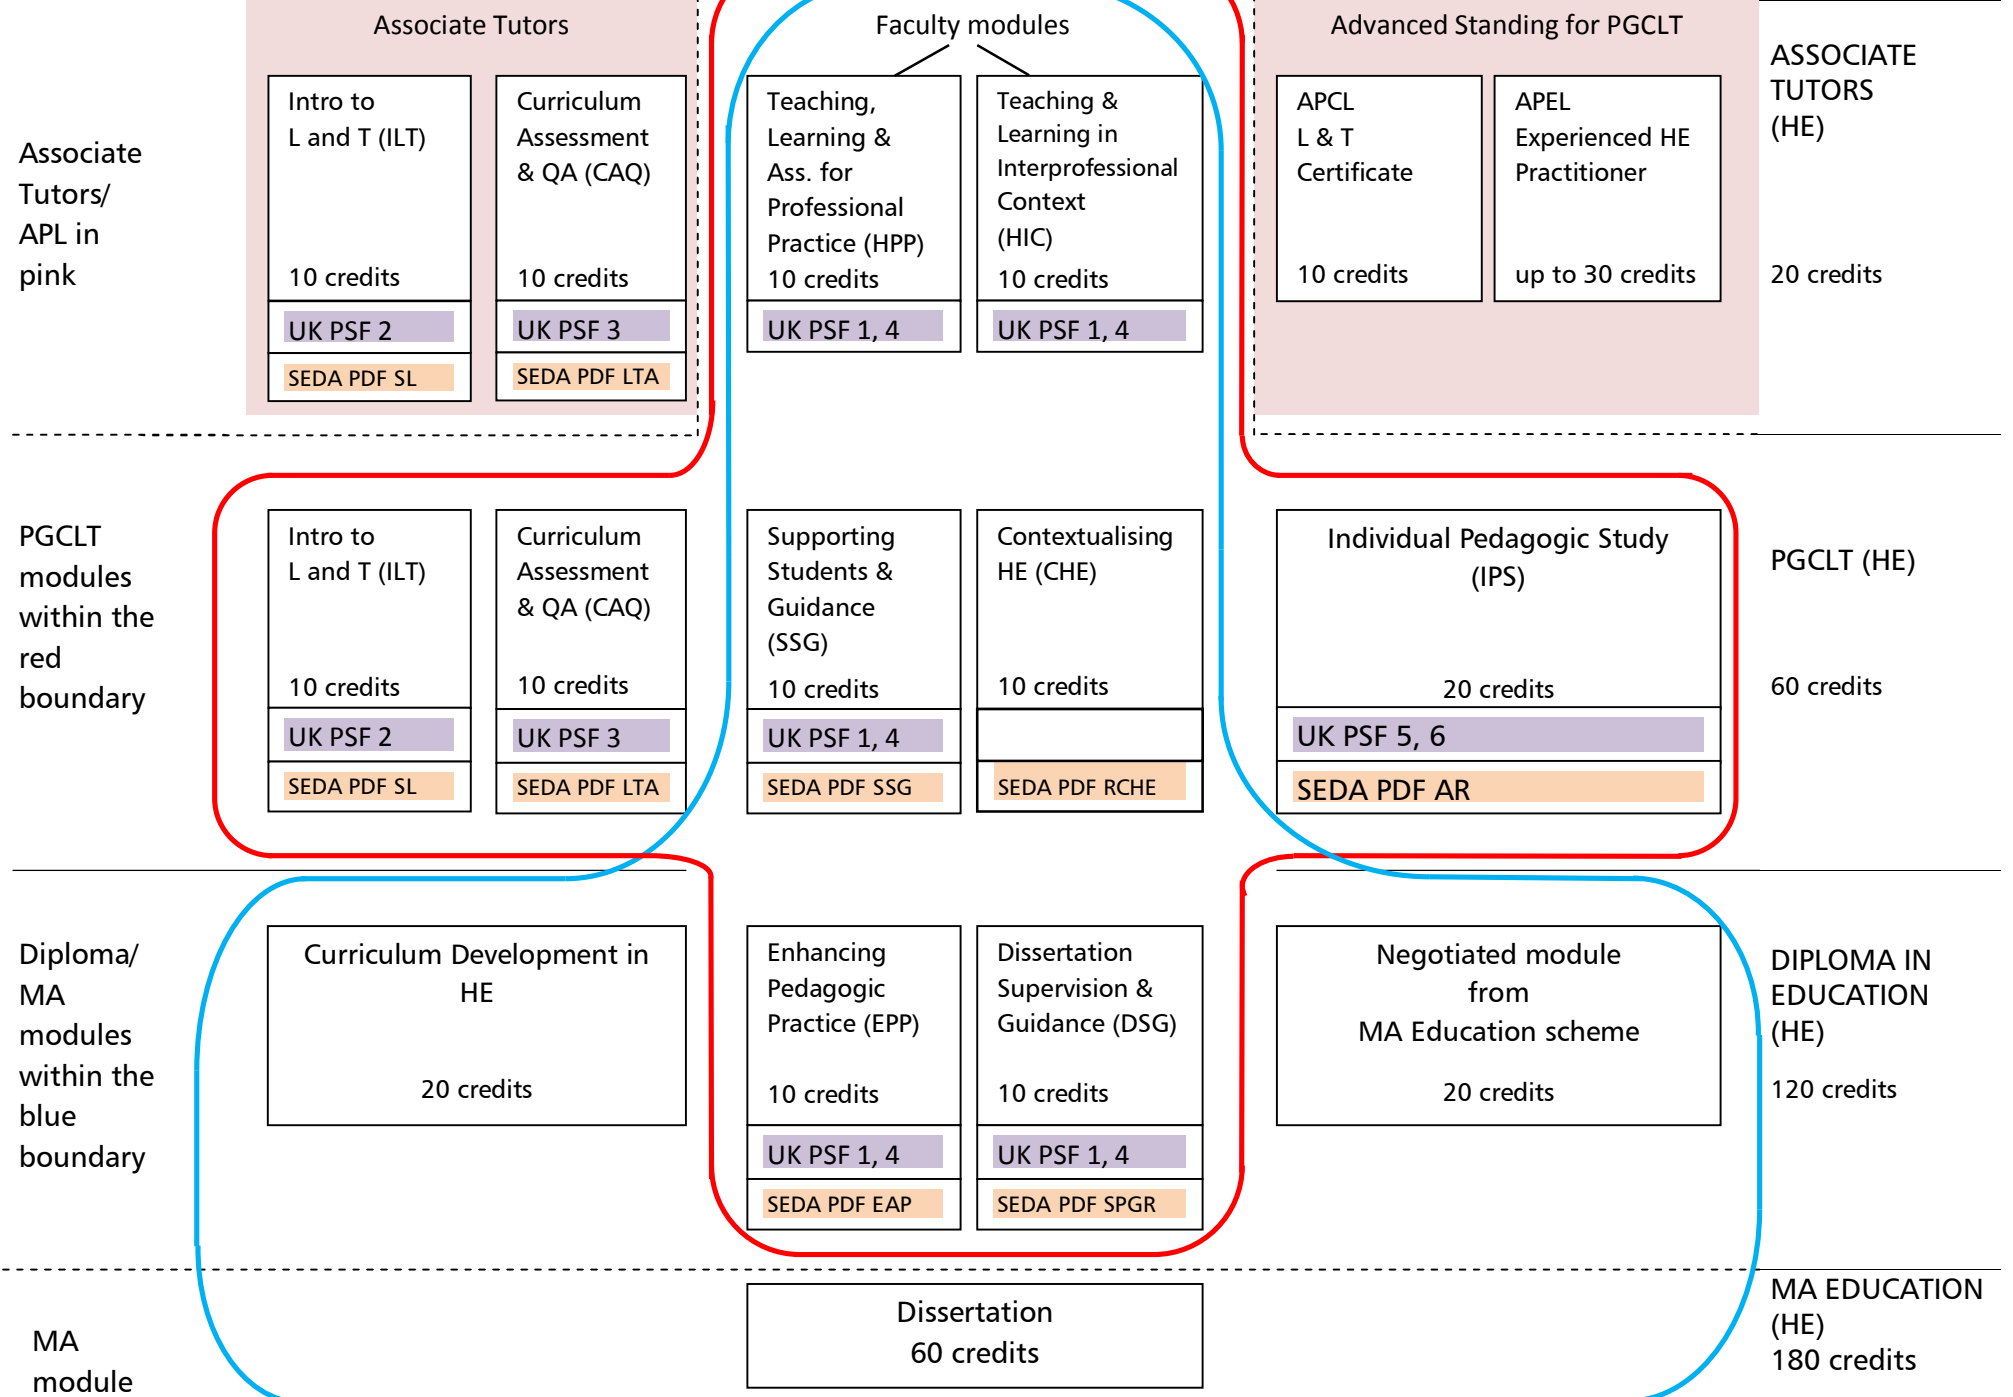 Associate Tutors
Faculty modules
Advanced Standing for PGCLT
Associate
Tutors/
APL in
pink
Intro to
L and T (ILT)
10 credits
UK PSF 2
SEDA PDF SL
Curriculum
Assessment
& QA (CAQ)
10 credits
UK PSF 3
SEDA PDF LTA
Teaching,
Learning &
Ass. for
Professional
Practice (HPP)
10 credits
UK PSF 1, 4
Teaching &
Learning in
Interprofessional
Context
(HIC)
10 credits
UK PSF 1, 4
APCL
L & T
Certificate
10 credits
APEL
Experienced HE
Practitioner
up to 30 credits
ASSOCIATE
TUTORS
(HE)
20 credits
PGCLT
modules
within the
red
boundary
Intro to
L and T (ILT)
10 credits
UK PSF 2
SEDA PDF SL
Curriculum
Assessment
& QA (CAQ)
10 credits
UK PSF 3
SEDA PDF LTA
Supporting
Students &
Guidance
(SSG)
10 credits
UK PSF 1, 4
SEDA PDF SSG
Contextualising
HE (CHE)
10 credits
SEDA PDF RCHE
Individual Pedagogic Study
(IPS)
20 credits
UK PSF 5, 6
SEDA PDF AR
PGCLT (HE)
60 credits
Diploma/
MA
modules
within the
blue
boundary
Curriculum Development in
HE
20 credits
Enhancing
Pedagogic
Practice (EPP)
10 credits
UK PSF 1, 4
SEDA PDF EAP
Dissertation
Supervision &
Guidance (DSG)
10 credits
UK PSF 1, 4
SEDA PDF SPGR
Negotiated module
from
MA Education scheme
20 credits
DIPLOMA IN
EDUCATION
(HE)
120 credits
MA
module
Dissertation
60 credits
MA EDUCATION
(HE)
180 credits